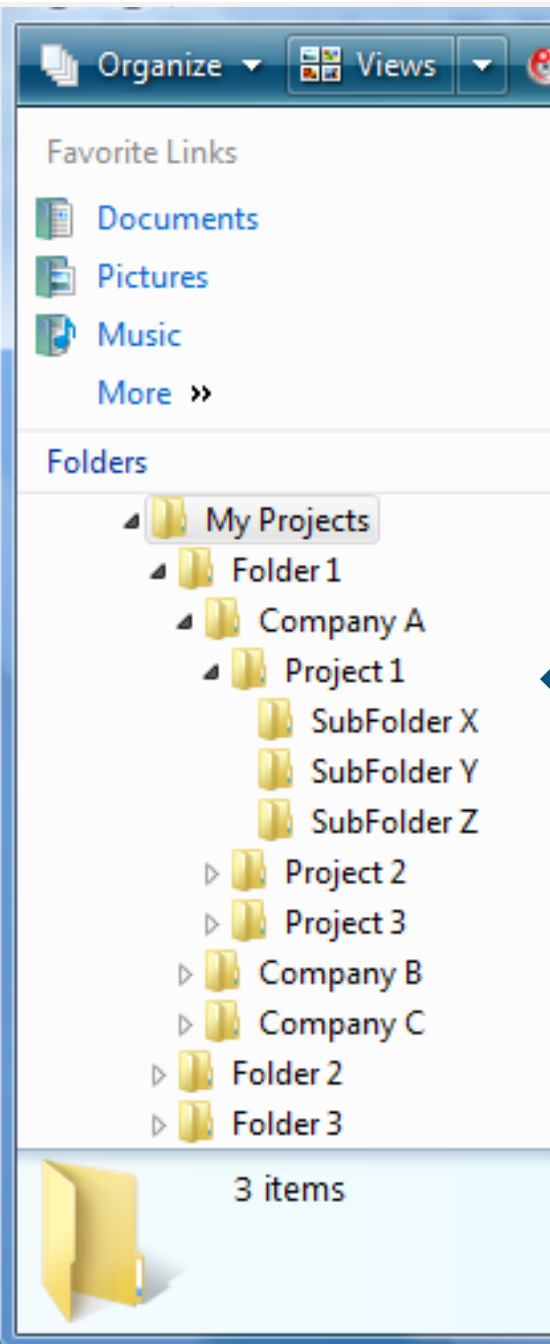 Organize Views
Favorite Links
Documents
Pictures
Music
More »
Folders
My Projects
Folder 1
Company A
Project 1
SubFolder X
SubFolder Y
SubFolder Z
Project 2
Project 3
Company B
Company C
Folder 2
Folder 3
3 items